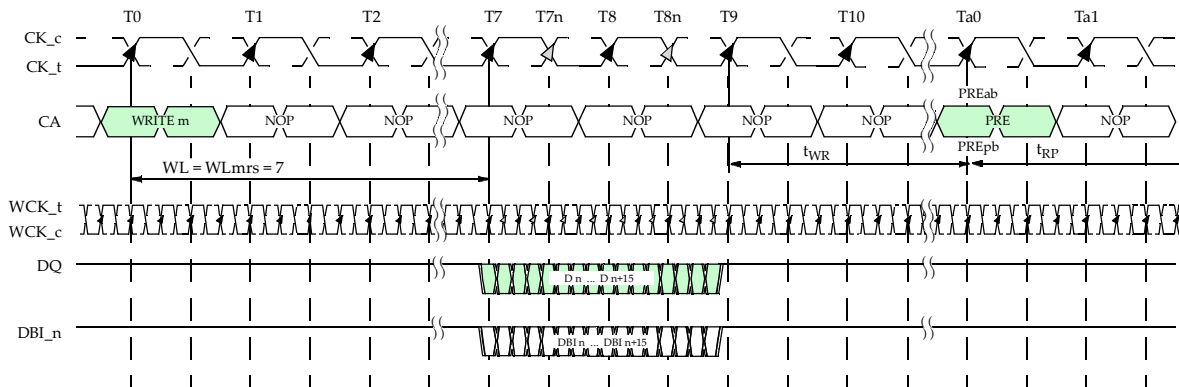 T0 T1 T2 T7 T7n T8 T8n T9 T10 Ta0 Ta1
CK_c
CK_t
PREab
CA WRITE m NOP NOP NOP NOP NOP NOP PRE NOP
PREpb
WL = WLmrs = 7 tWR tRP
WCK_t
WCK_c
DQ
D n ... D n+15
DBI_n
DBI n ... DBI n+15